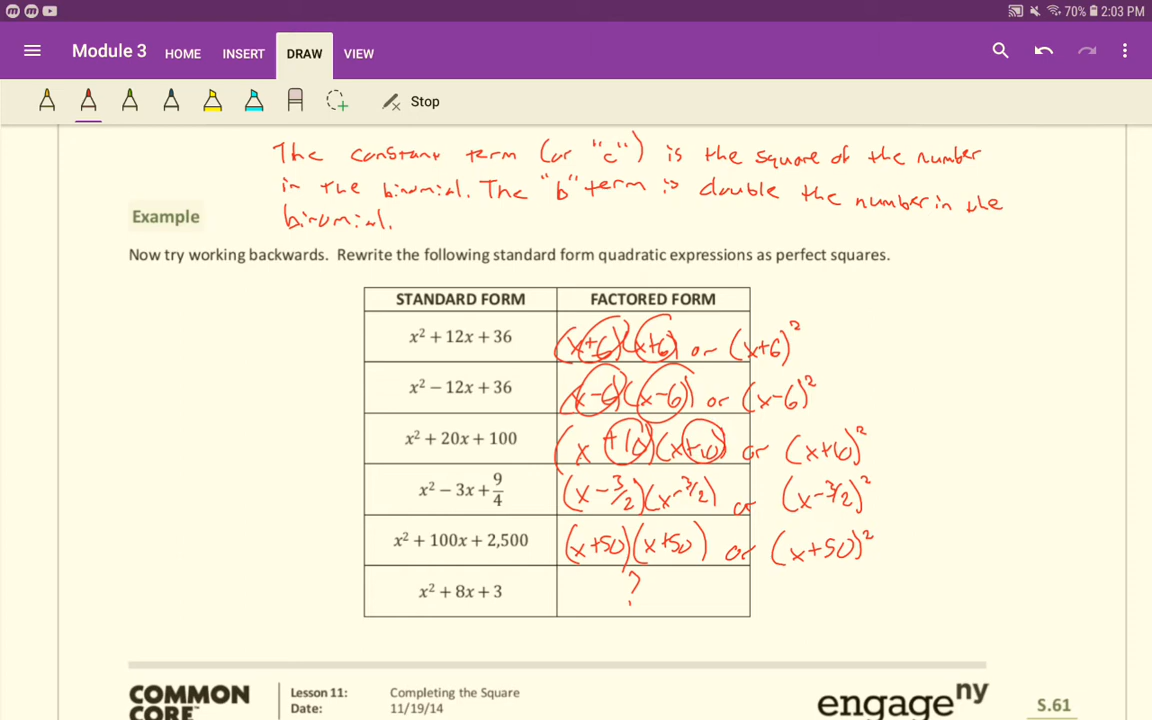 70% 2:03 PM
Module 3 HOME INSERT DRAW VIEW
Stop
The constant term (or "c") is the square of the number
in the binomial. The "b" term is double the number in the
binomial.
Example
Now try working backwards. Rewrite the following standard form quadratic expressions as perfect squares.
STANDARD FORM FACTORED FORM
x² + 12x + 36 (x+6)(x+6) or (x+6)²
x² − 12x + 36 (x-6)(x-6) or (x-6)²
x² + 20x + 100 (x+10)(x+10) or (x+10)²
x² − 3x + 9/4 (x-3/2)(x-3/2) or (x-3/2)²
x² + 100x + 2,500 (x+50)(x+50) or (x+50)²
x² + 8x + 3 ?
COMMON CORE Lesson 11: Completing the Square engage ny S.61
Date: 11/19/14